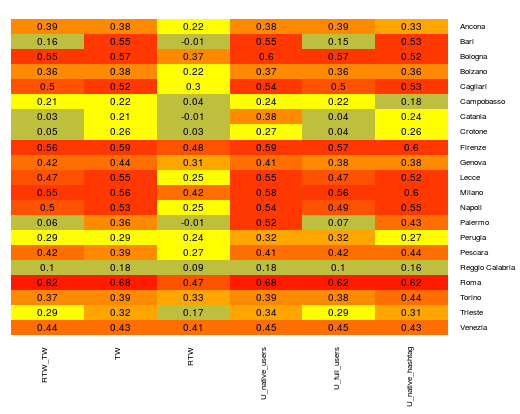 0.39 0.38 0.22 0.38 0.39 0.33 Ancona
0.16 0.55 -0.01 0.55 0.15 0.53 Bari
0.55 0.57 0.37 0.6 0.57 0.52 Bologna
0.36 0.38 0.22 0.37 0.36 0.36 Bolzano
0.5 0.52 0.3 0.54 0.5 0.53 Cagliari
0.21 0.22 0.04 0.24 0.22 0.18 Campobasso
0.03 0.21 -0.01 0.38 0.04 0.24 Catania
0.05 0.26 0.03 0.27 0.04 0.26 Crotone
0.56 0.59 0.48 0.59 0.57 0.6 Firenze
0.42 0.44 0.31 0.41 0.38 0.38 Genova
0.47 0.55 0.25 0.55 0.47 0.52 Lecce
0.55 0.56 0.42 0.58 0.56 0.6 Milano
0.5 0.53 0.25 0.54 0.49 0.55 Napoli
0.06 0.36 -0.01 0.52 0.07 0.43 Palermo
0.29 0.29 0.24 0.32 0.32 0.27 Perugia
0.42 0.39 0.27 0.41 0.42 0.44 Pescara
0.1 0.18 0.09 0.18 0.1 0.16 Reggio Calabria
0.62 0.68 0.47 0.68 0.62 0.62 Roma
0.37 0.39 0.33 0.39 0.38 0.44 Torino
0.29 0.32 0.17 0.34 0.29 0.31 Trieste
0.44 0.43 0.41 0.45 0.45 0.43 Venezia
RTW_TW TW RTW U_native_users U_full_users U_native_hashtag